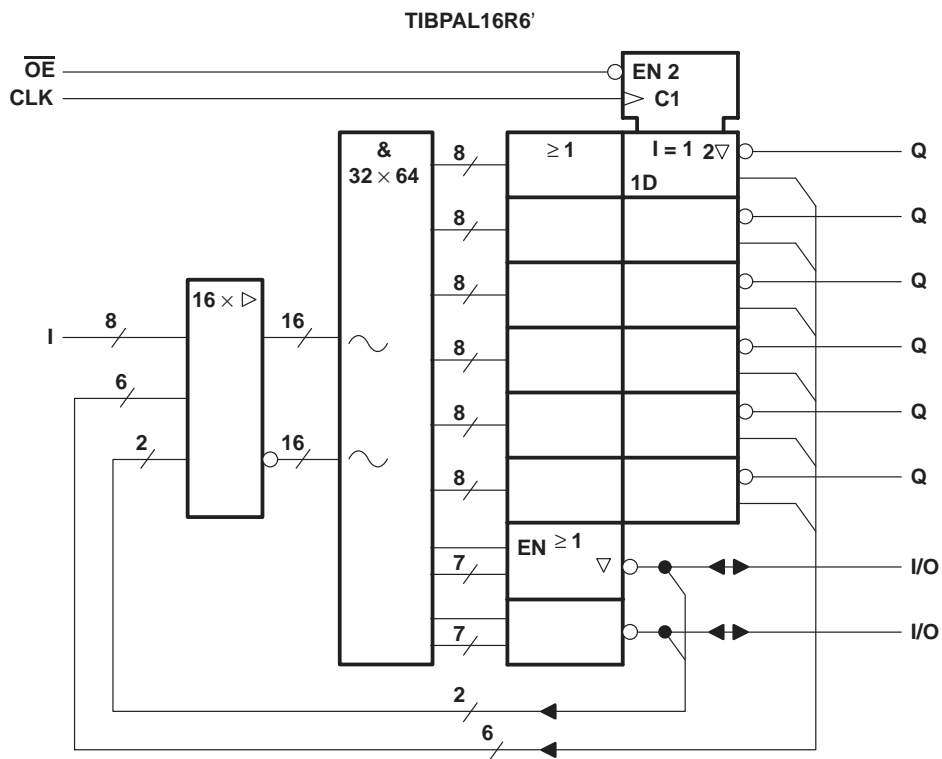 TIBPAL16R6’
OE
EN 2
CLK
C1
&
32 × 64
8
≥ 1
I = 1 2▽
Q
1D
8
Q
8
Q
16 × ▷
I
8
16
8
Q
6
8
Q
2
16
8
Q
EN ≥ 1
▽
7
I/O
7
I/O
2
6